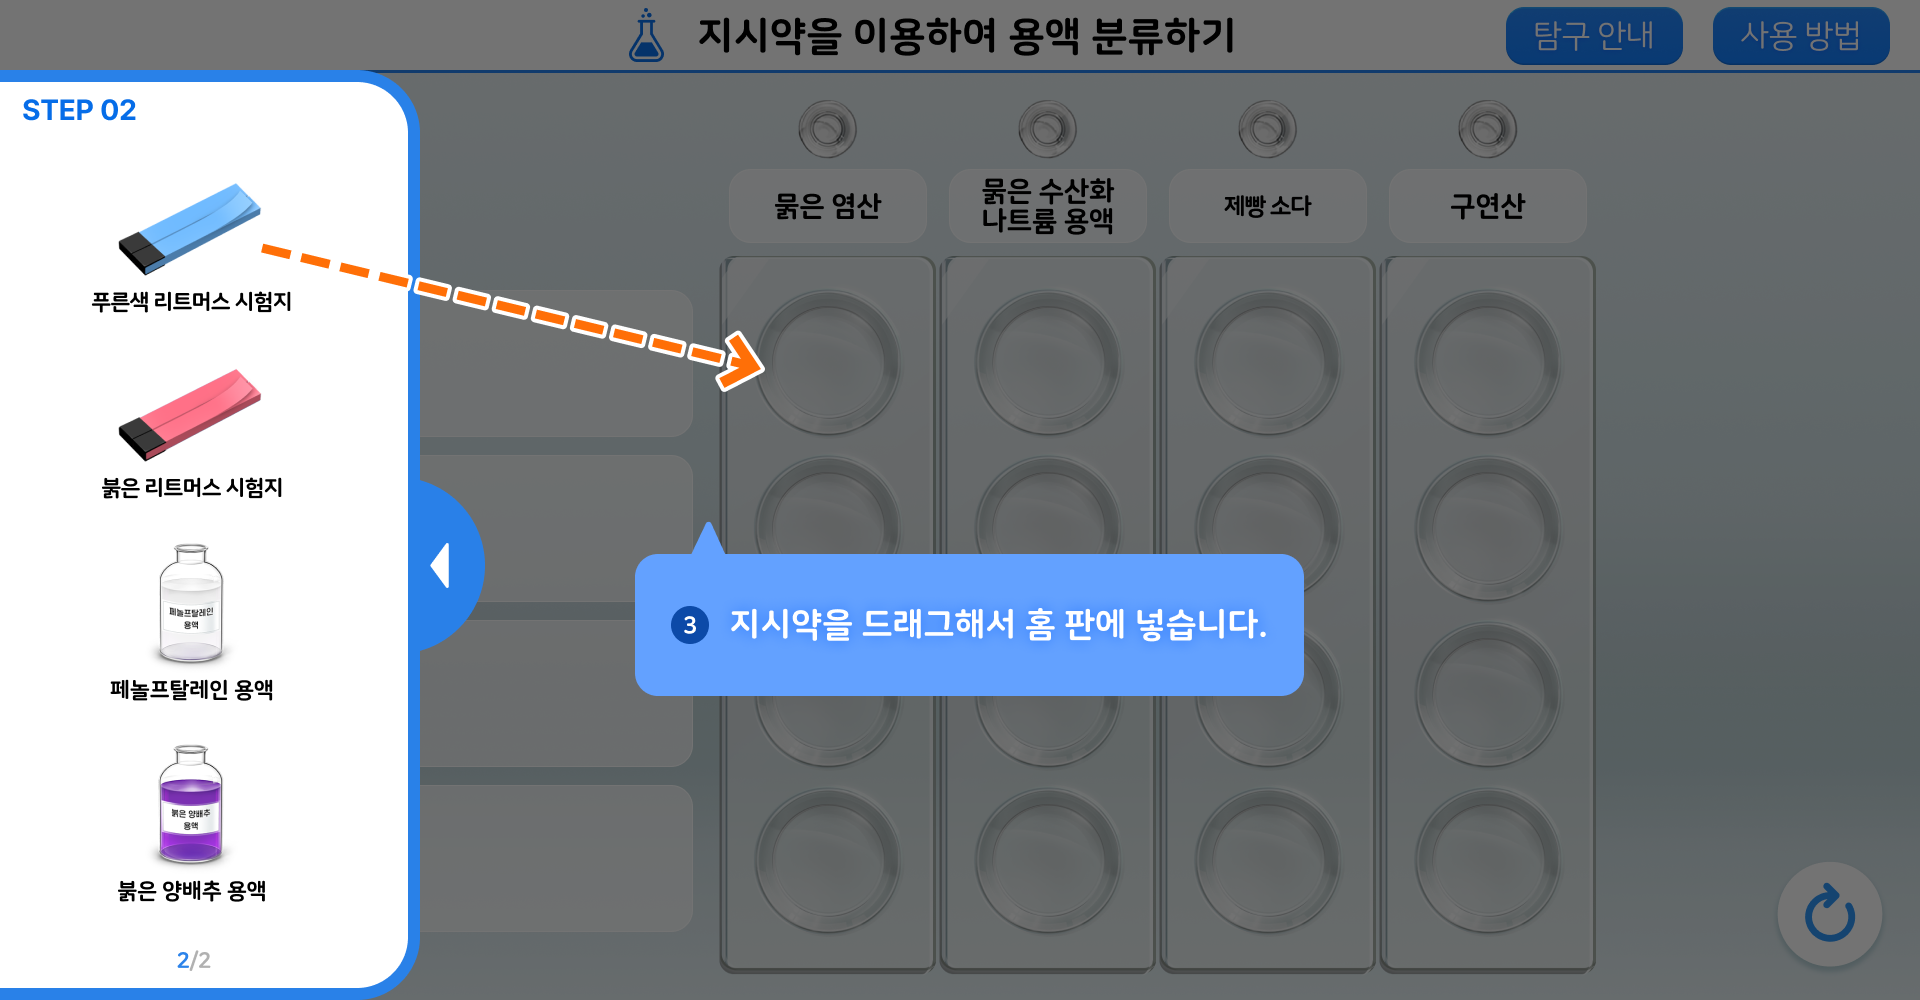 지시약을 이용하여 용액 분류하기
탐구 안내
사용 방법
STEP 02
푸른색 리트머스 시험지
붉은 리트머스 시험지
페놀프탈레인
용액
페놀프탈레인 용액
붉은 양배추
용액
붉은 양배추 용액
2/2
묽은 염산
묽은 수산화
나트륨 용액
제빵 소다
구연산
3 지시약을 드래그해서 홈 판에 넣습니다.